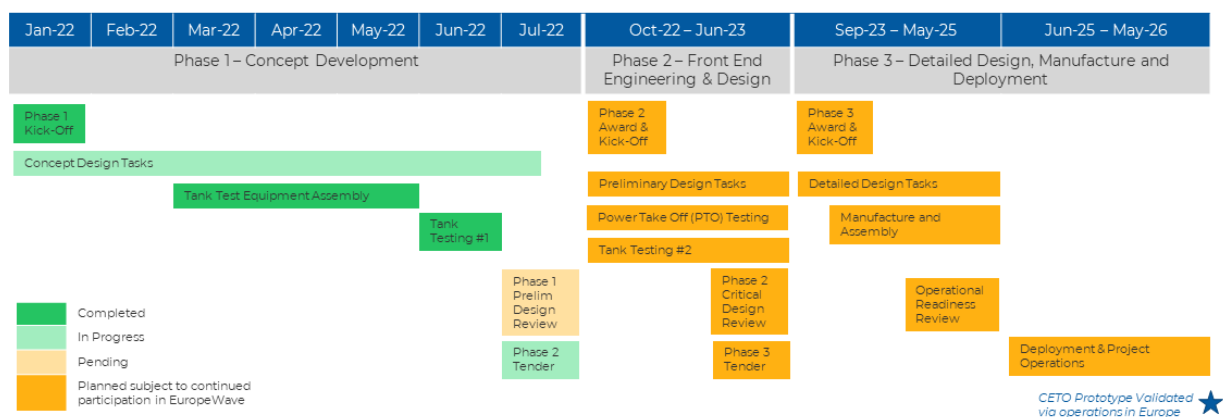 Jan-22 Feb-22 Mar-22 Apr-22 May-22 Jun-22 Jul-22 Oct-22 – Jun-23 Sep-23 – May-25 Jun-25 – May-26
Phase 1 – Concept Development
Phase 2 – Front End
Engineering & Design
Phase 3 – Detailed Design, Manufacture and
Deployment
Phase 1
Kick-Off
Phase 2
Award &
Kick-Off
Phase 3
Award &
Kick-Off
Concept Design Tasks
Tank Test Equipment Assembly
Preliminary Design Tasks
Detailed Design Tasks
Tank
Testing #1
Power Take Off (PTO) Testing
Manufacture and
Assembly
Tank Testing #2
Phase 1
Prelim
Design
Review
Phase 2
Critical
Design
Review
Operational
Readiness
Review
Phase 2
Tender
Phase 3
Tender
Deployment & Project
Operations
Completed
In Progress
Pending
Planned subject to continued
participation in EuropeWave
CETO Prototype Validated
via operations in Europe